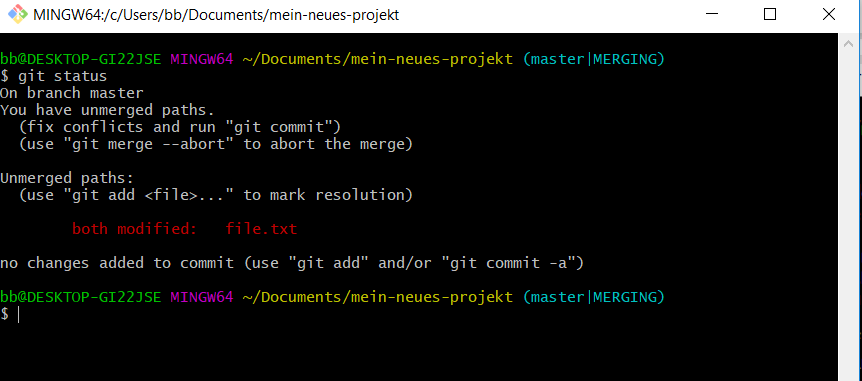 MINGW64:/c/Users/bb/Documents/mein-neues-projekt
bb@DESKTOP-GI22JSE MINGW64 ~/Documents/mein-neues-projekt (master|MERGING)
$ git status
On branch master
You have unmerged paths.
  (fix conflicts and run "git commit")
  (use "git merge --abort" to abort the merge)

Unmerged paths:
  (use "git add <file>..." to mark resolution)

        both modified:   file.txt

no changes added to commit (use "git add" and/or "git commit -a")

bb@DESKTOP-GI22JSE MINGW64 ~/Documents/mein-neues-projekt (master|MERGING)
$